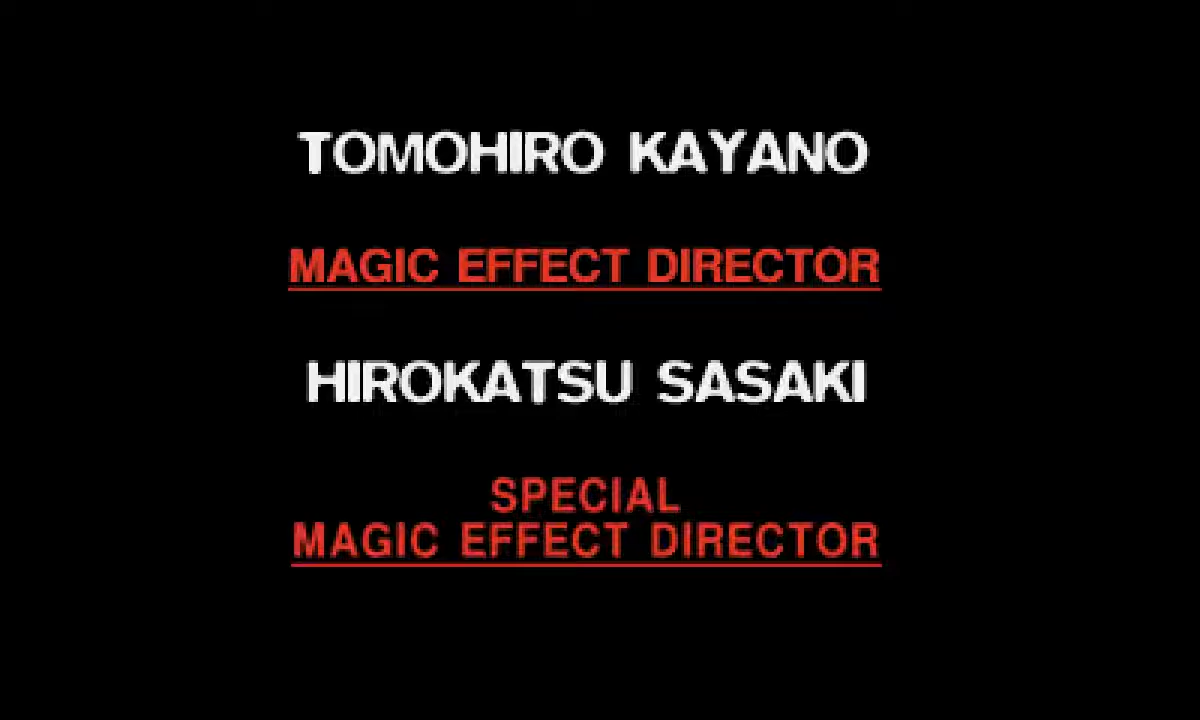 TOMOHIRO KAYANO
MAGIC EFFECT DIRECTOR
HIROKATSU SASAKI
SPECIAL
MAGIC EFFECT DIRECTOR